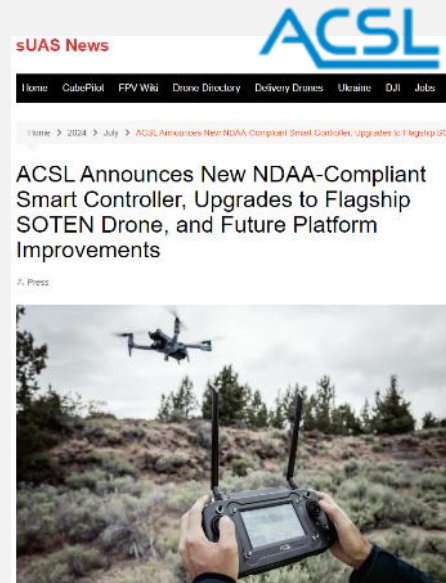 ACSL
sUAS News
Home CubePilot FPV Wiki Drone Directory Delivery Drones Ukraine DJI Jobs
Home > 2024 > July > ACSL Announces New NDAA-Compliant Smart Controller, Upgrades to Flagship SO
ACSL Announces New NDAA-Compliant
Smart Controller, Upgrades to Flagship
SOTEN Drone, and Future Platform
Improvements
Press